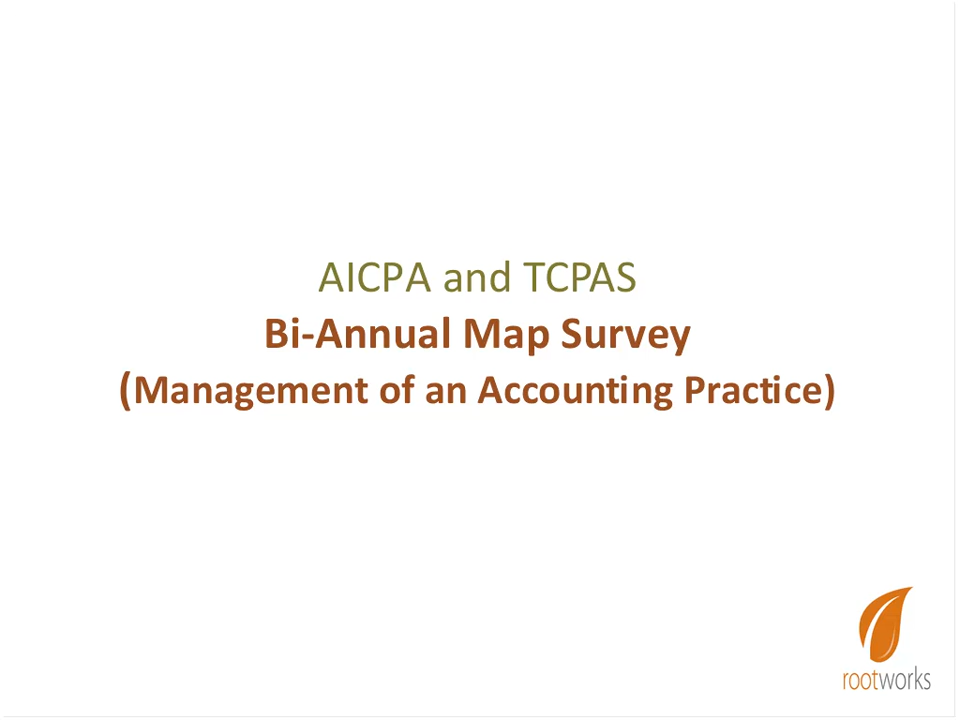 AICPA and TCPAS
Bi-Annual Map Survey
(Management of an Accounting Practice)
rootworks